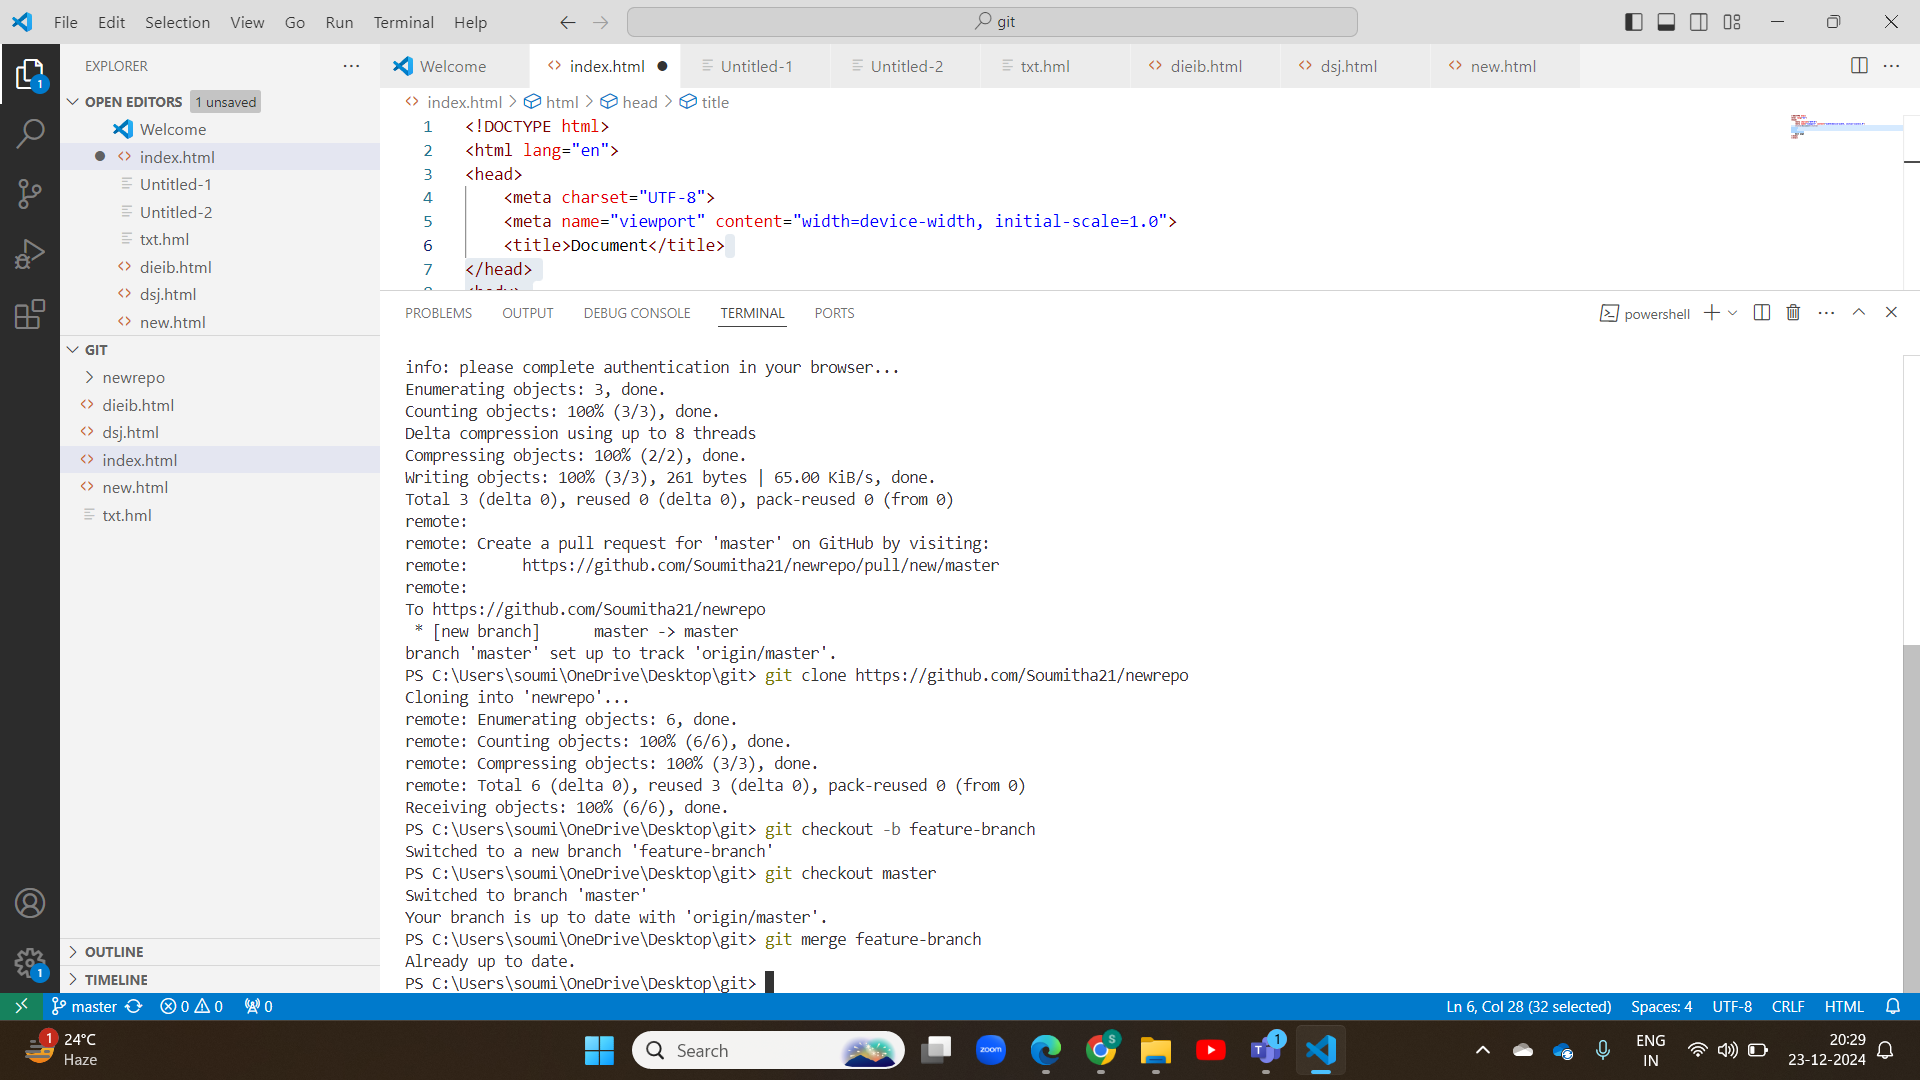 File Edit Selection View Go Run Terminal Help
git
EXPLORER
OPEN EDITORS 1 unsaved
Welcome
index.html
Untitled-1
Untitled-2
txt.hml
dieib.html
dsj.html
new.html
GIT
newrepo
dieib.html
dsj.html
index.html
new.html
txt.hml
OUTLINE
TIMELINE
1
1
Welcome index.html Untitled-1 Untitled-2 txt.hml dieib.html dsj.html new.html
index.html > html > head > title
1 <!DOCTYPE html>
2 <html lang="en">
3 <head>
4 <meta charset="UTF-8">
5 <meta name="viewport" content="width=device-width, initial-scale=1.0">
6 <title>Document</title>
7 </head>
8 <body>
PROBLEMS OUTPUT DEBUG CONSOLE TERMINAL PORTS
powershell
info: please complete authentication in your browser...
Enumerating objects: 3, done.
Counting objects: 100% (3/3), done.
Delta compression using up to 8 threads
Compressing objects: 100% (2/2), done.
Writing objects: 100% (3/3), 261 bytes | 65.00 KiB/s, done.
Total 3 (delta 0), reused 0 (delta 0), pack-reused 0 (from 0)
remote:
remote: Create a pull request for 'master' on GitHub by visiting:
remote:      https://github.com/Soumitha21/newrepo/pull/new/master
remote:
To https://github.com/Soumitha21/newrepo
 * [new branch]      master -> master
branch 'master' set up to track 'origin/master'.
PS C:\Users\soumi\OneDrive\Desktop\git> git clone https://github.com/Soumitha21/newrepo
Cloning into 'newrepo'...
remote: Enumerating objects: 6, done.
remote: Counting objects: 100% (6/6), done.
remote: Compressing objects: 100% (3/3), done.
remote: Total 6 (delta 0), reused 3 (delta 0), pack-reused 0 (from 0)
Receiving objects: 100% (6/6), done.
PS C:\Users\soumi\OneDrive\Desktop\git> git checkout -b feature-branch
Switched to a new branch 'feature-branch'
PS C:\Users\soumi\OneDrive\Desktop\git> git checkout master
Switched to branch 'master'
Your branch is up to date with 'origin/master'.
PS C:\Users\soumi\OneDrive\Desktop\git> git merge feature-branch
Already up to date.
PS C:\Users\soumi\OneDrive\Desktop\git>
master 0 0 0 Ln 6, Col 28 (32 selected) Spaces: 4 UTF-8 CRLF HTML
1 24°C
Haze
Search
zoom
S
1
ENG
IN
20:29
23-12-2024